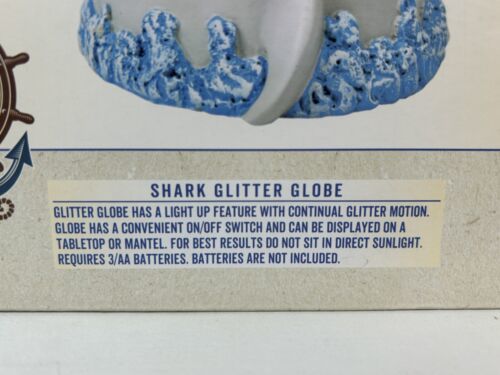 SHARK GLITTER GLOBE
GLITTER GLOBE HAS A LIGHT UP FEATURE WITH CONTINUAL GLITTER MOTION.
GLOBE HAS A CONVENIENT ON/OFF SWITCH AND CAN BE DISPLAYED ON A
TABLETOP OR MANTEL. FOR BEST RESULTS DO NOT SIT IN DIRECT SUNLIGHT.
REQUIRES 3/AA BATTERIES. BATTERIES ARE NOT INCLUDED.